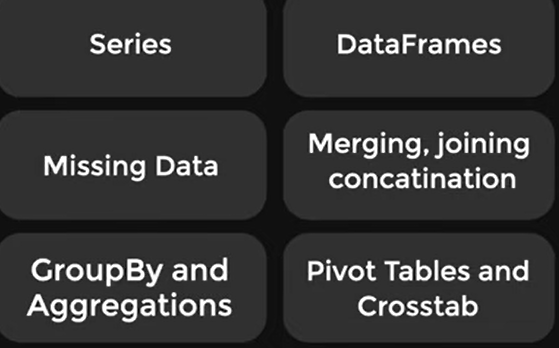 Series
DataFrames
Missing Data
Merging, joining
concatination
GroupBy and
Aggregations
Pivot Tables and
Crosstab